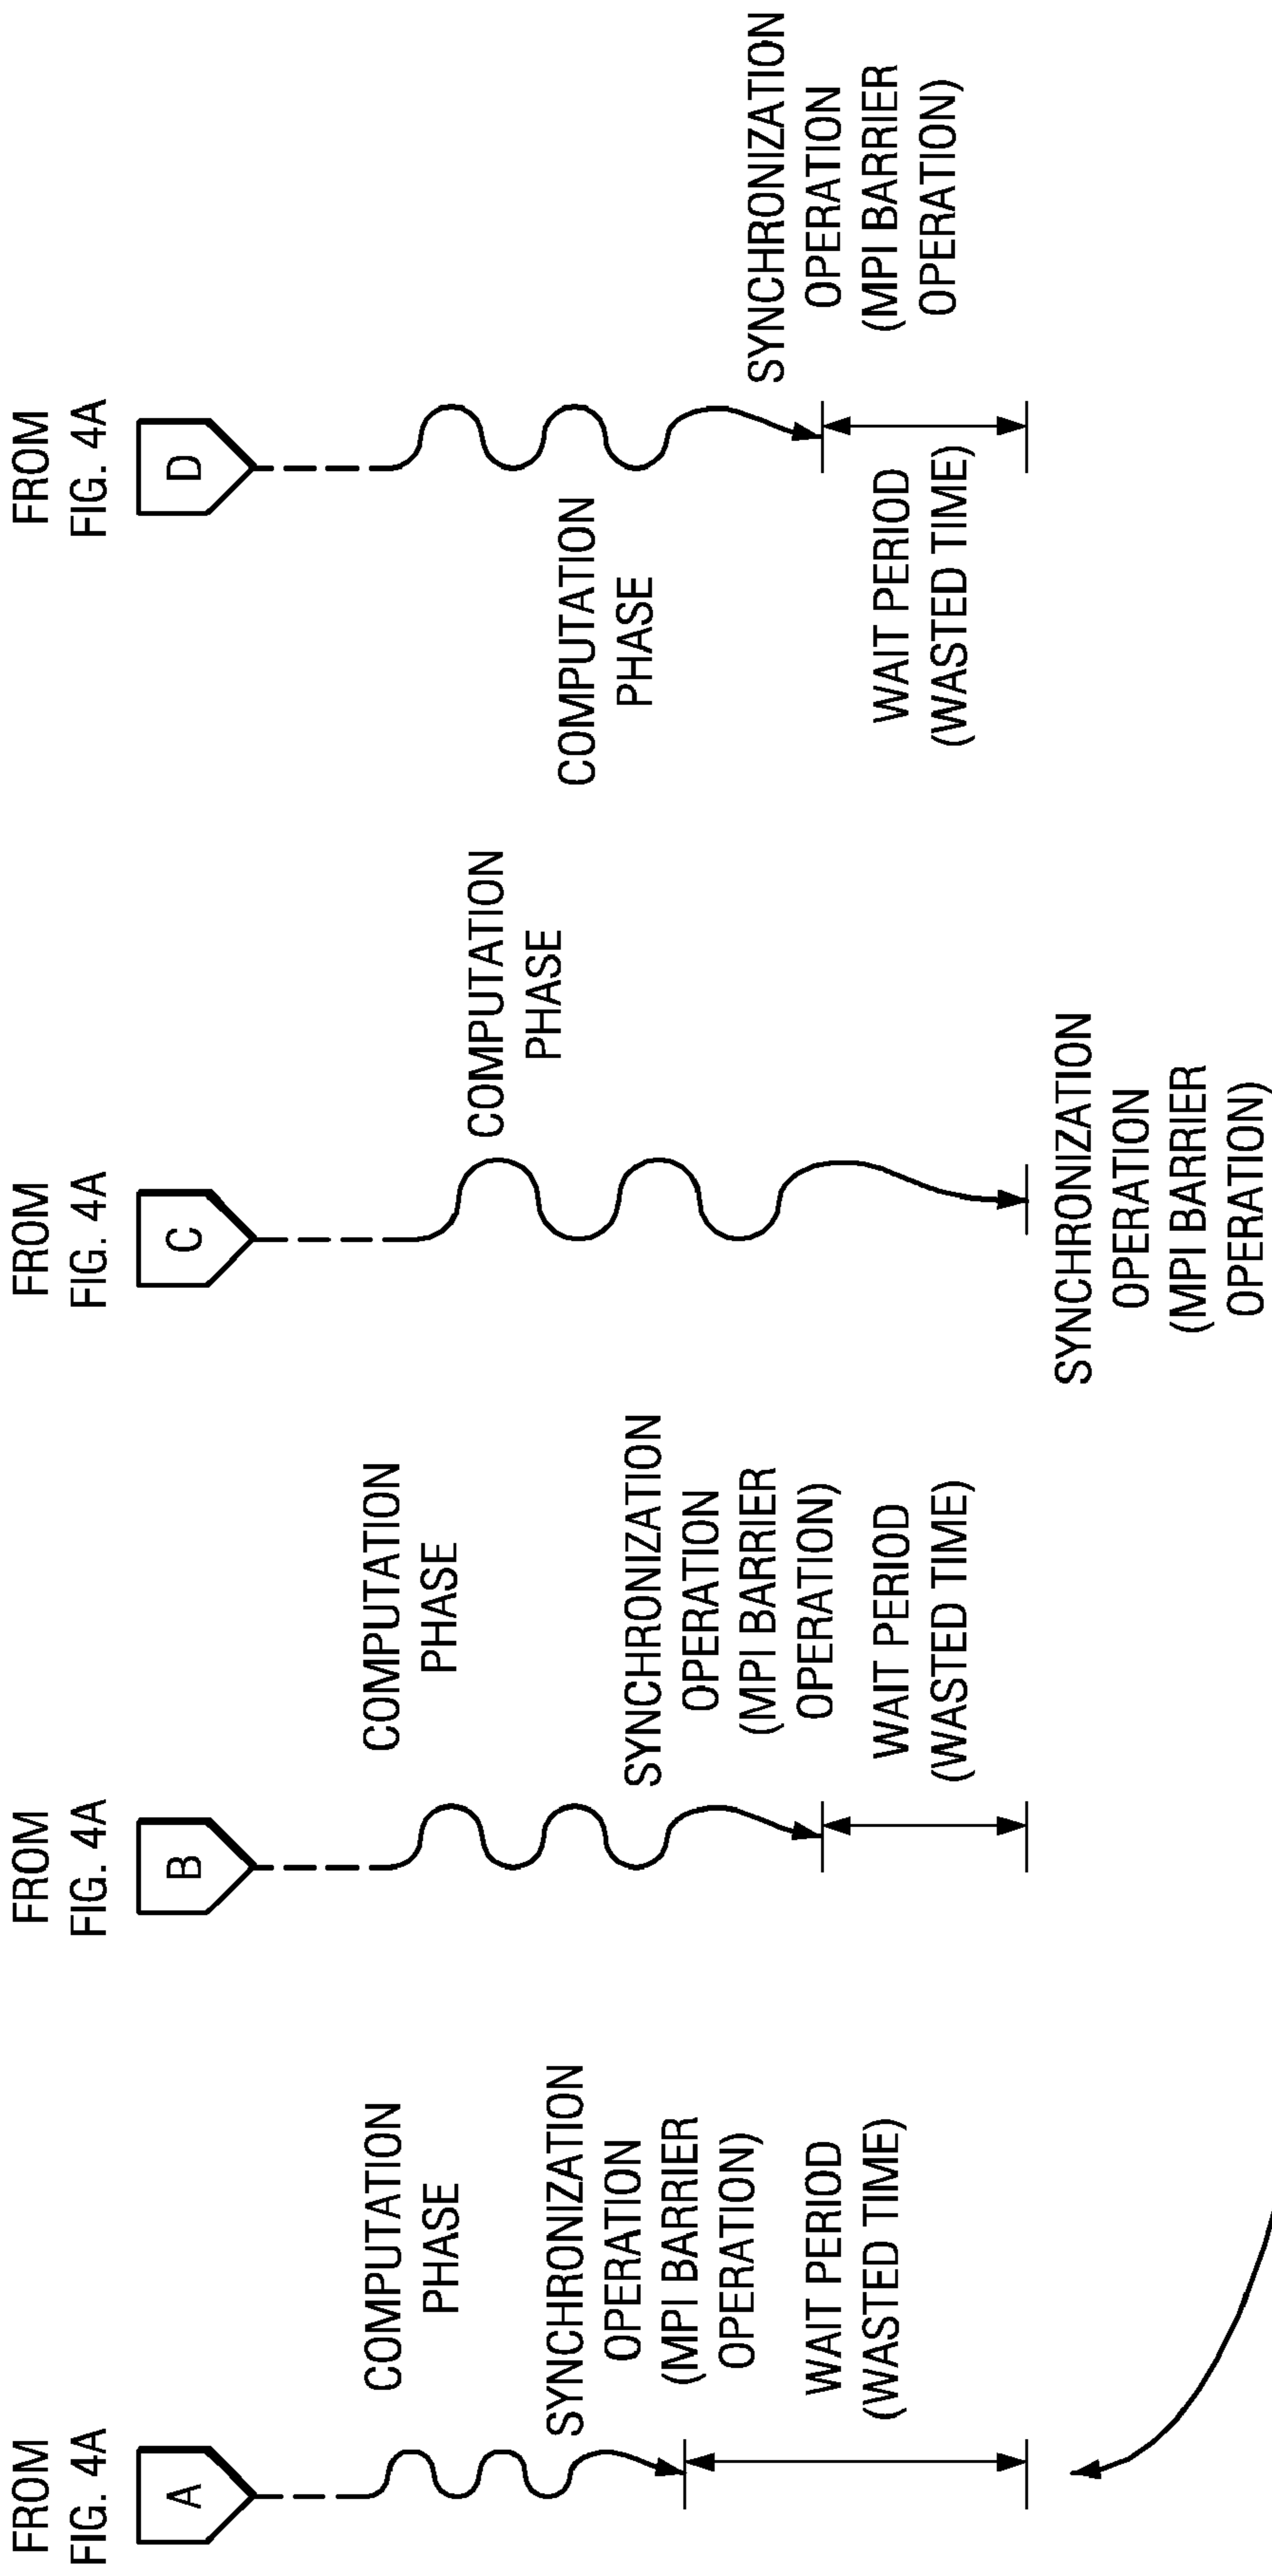 FROM
FIG. 4A
A
COMPUTATION
PHASE
SYNCHRONIZATION
OPERATION
(MPI BARRIER
OPERATION)
WAIT PERIOD
(WASTED TIME)
FROM
FIG. 4A
B
COMPUTATION
PHASE
SYNCHRONIZATION
OPERATION
(MPI BARRIER
OPERATION)
WAIT PERIOD
(WASTED TIME)
FROM
FIG. 4A
C
COMPUTATION
PHASE
SYNCHRONIZATION
OPERATION
(MPI BARRIER
OPERATION)
FROM
FIG. 4A
D
COMPUTATION
PHASE
SYNCHRONIZATION
OPERATION
(MPI BARRIER
OPERATION)
WAIT PERIOD
(WASTED TIME)